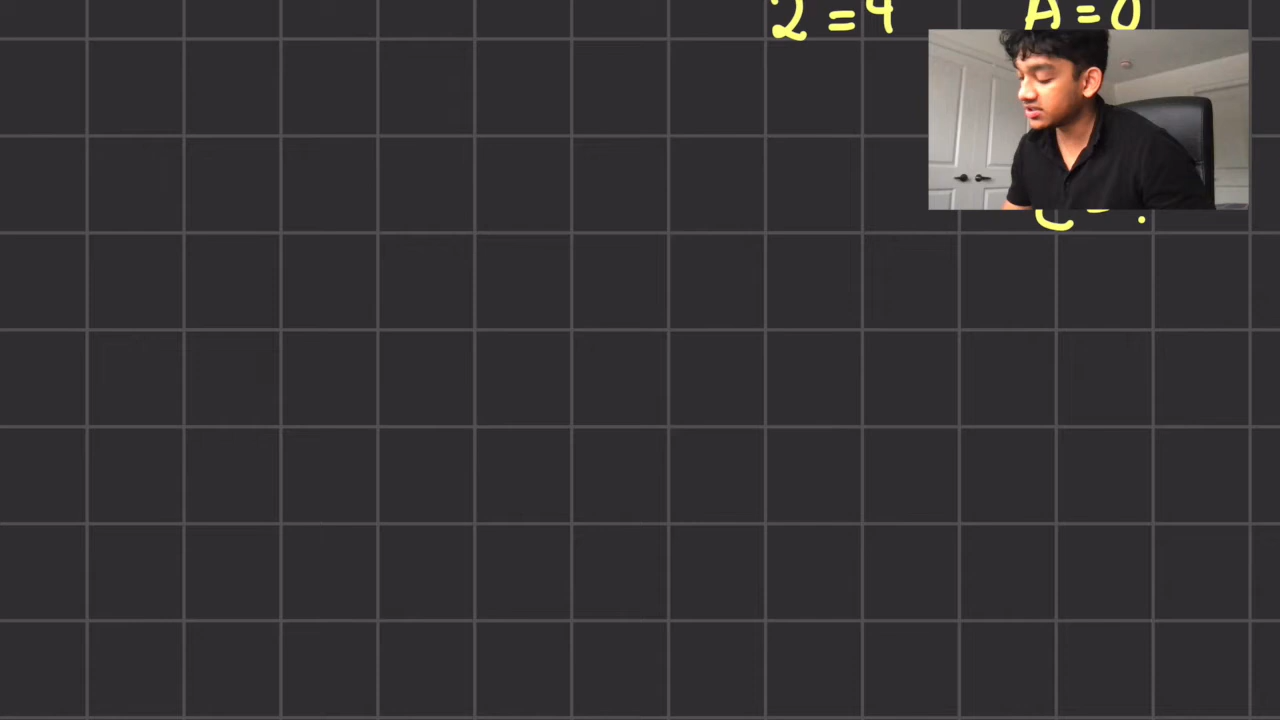 2 = 4 A = 0
C = ?